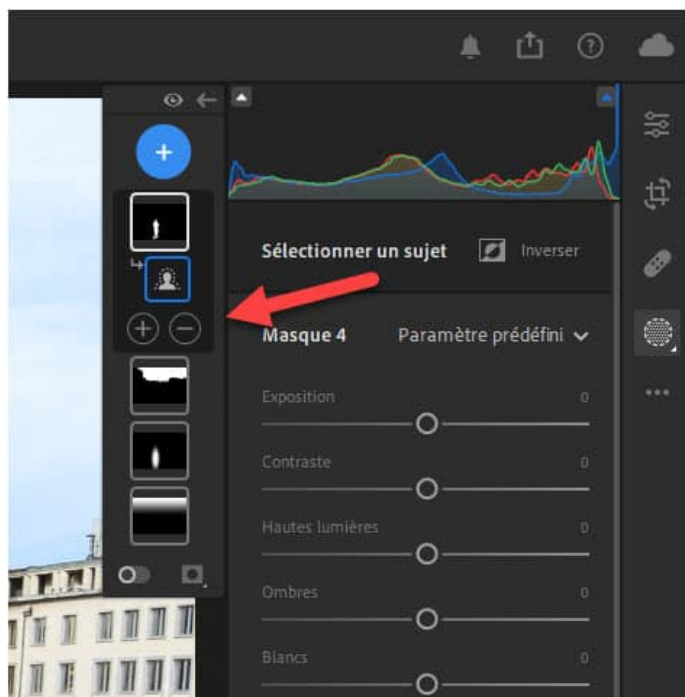 Sélectionner un sujet Inverser
Masque 4 Paramètre prédéfini
Exposition 0
Contraste 0
Hautes lumières 0
Ombres 0
Blancs 0